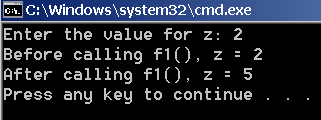 C:\Windows\system32\cmd.exe
Enter the value for z: 2
Before calling f1(), z = 2
After calling f1(), z = 5
Press any key to continue . . .